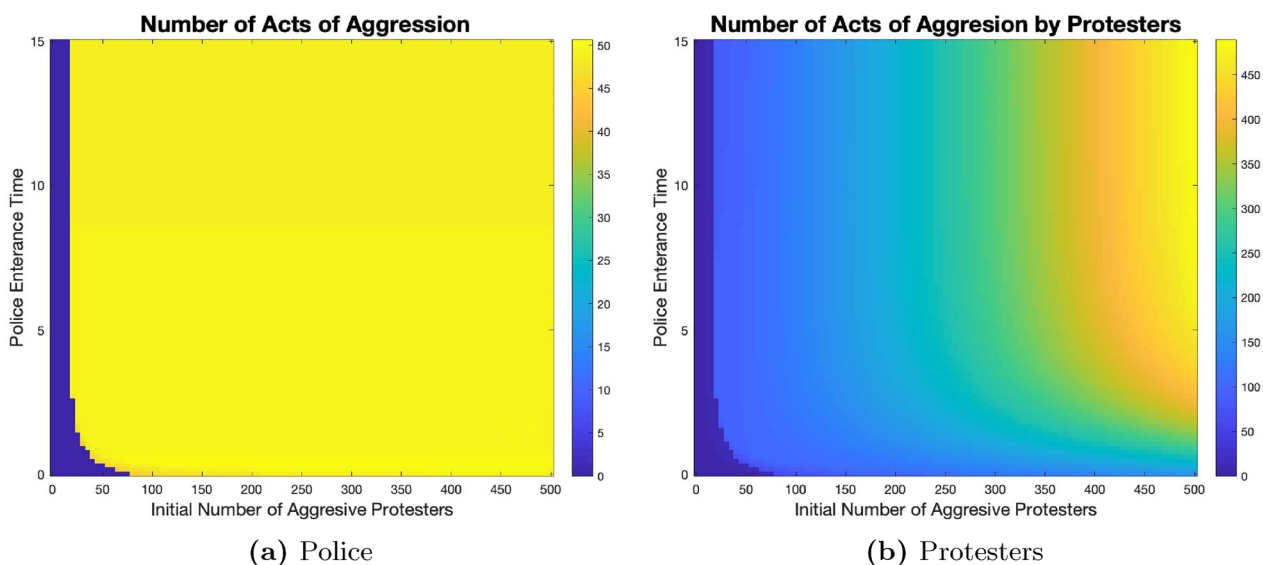 Number of Acts of Aggression
15
10
5
0
Police Enterance Time
0 50 100 150 200 250 300 350 400 450 500
Initial Number of Aggresive Protesters
50
45
40
35
30
25
20
15
10
5
0
(a) Police
Number of Acts of Aggresion by Protesters
15
10
5
0
Police Enterance Time
0 50 100 150 200 250 300 350 400 450 500
Initial Number of Aggresive Protesters
450
400
350
300
250
200
150
100
50
0
(b) Protesters